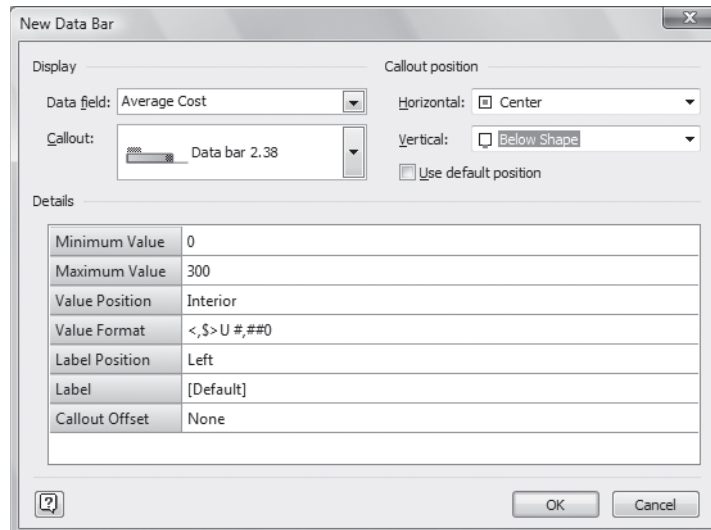 New Data Bar
Display
Data field: Average Cost
Callout: Data bar 2.38
Callout position
Horizontal: Center
Vertical: Below Shape
Use default position
Details
Minimum Value 0
Maximum Value 300
Value Position Interior
Value Format <,$>U #,##0
Label Position Left
Label [Default]
Callout Offset None
OK Cancel